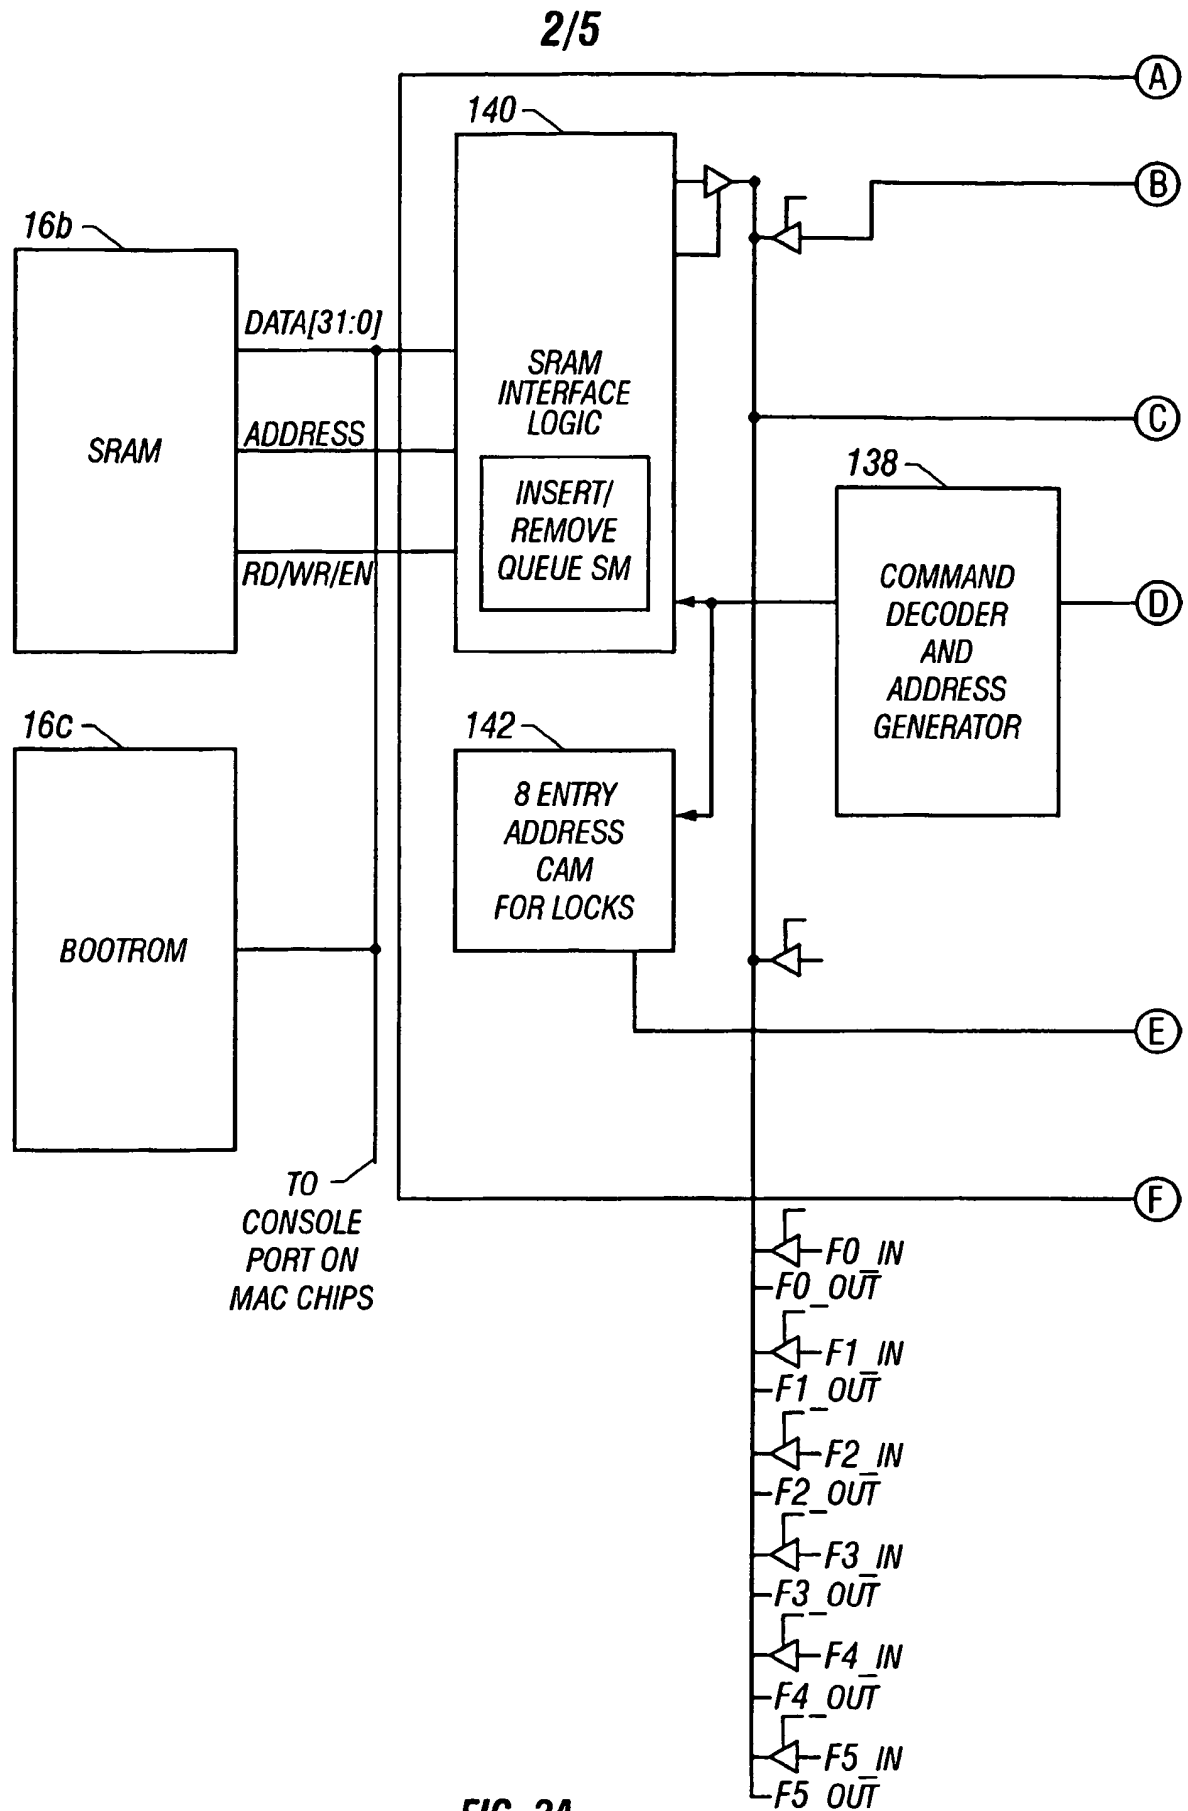 2/5
A
140
B
16b
DATA[31:0]
SRAM
INTERFACE
LOGIC
C
SRAM
ADDRESS
138
INSERT/
REMOVE
QUEUE SM
RD/WR/EN
COMMAND
DECODER
AND
ADDRESS
GENERATOR
D
16c
142
8 ENTRY
ADDRESS
CAM
FOR LOCKS
BOOTROM
E
TO
CONSOLE
PORT ON
MAC CHIPS
F
F0_IN
F0_OUT
F1_IN
F1_OUT
F2_IN
F2_OUT
F3_IN
F3_OUT
F4_IN
F4_OUT
F5_IN
F5_OUT